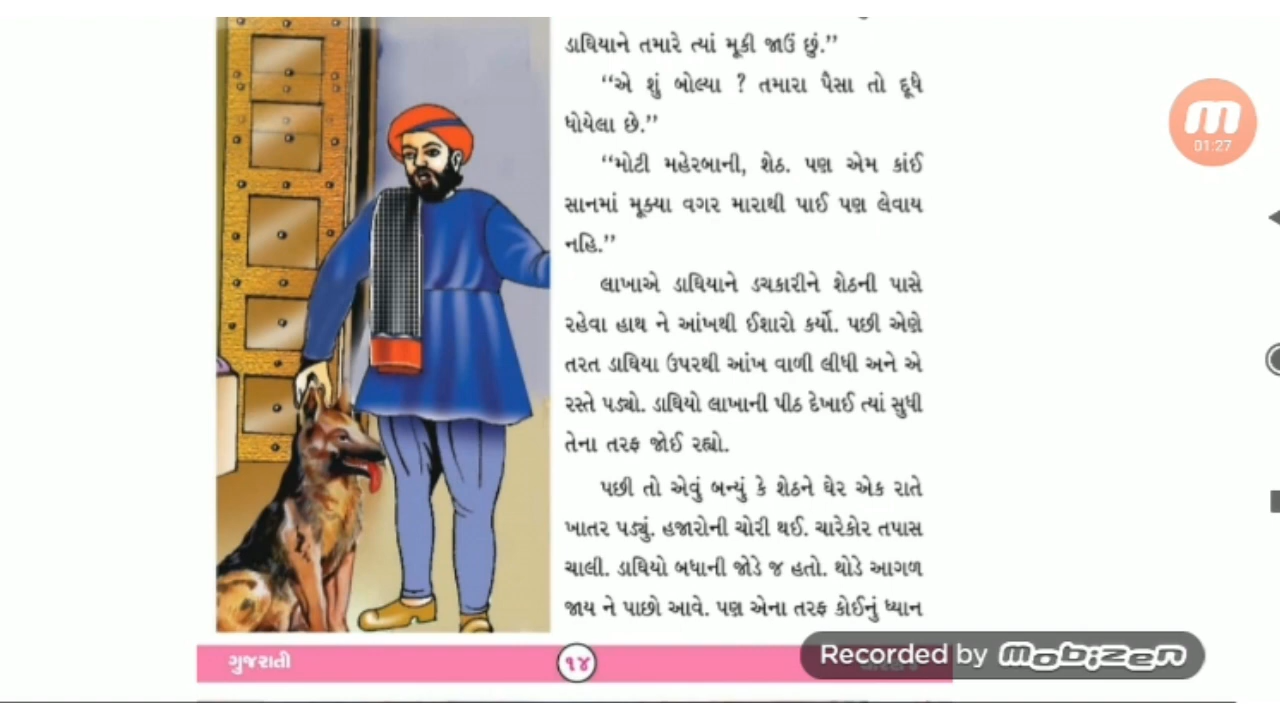 ડાઘિયાને તમારે ત્યાં મૂકી જાઉં છું.”
“એ શું બોલ્યા ? તમારા પૈસા તો દૂધે
ધોયેલા છે.”
“મોટી મહેરબાની, શેઠ. પણ એમ કાંઈ
સાનમાં મૂક્યા વગર મારાથી પાઈ પણ લેવાય
નહિ.”
લાખાએ ડાઘિયાને ડચકારીને શેઠની પાસે
રહેવા હાથ ને આંખથી ઈશારો કર્યો. પછી એણે
તરત ડાઘિયા ઉપરથી આંખ વાળી લીધી અને એ
રસ્તે પડ્યો. ડાઘિયો લાખાની પીઠ દેખાઈ ત્યાં સુધી
તેના તરફ જોઈ રહ્યો.
પછી તો એવું બન્યું કે શેઠને ઘેર એક રાતે
ખાતર પડ્યું. હજારોની ચોરી થઈ. ચારેકોર તપાસ
ચાલી. ડાઘિયો બધાની જોડે જ હતો. થોડે આગળ
જાય ને પાછો આવે. પણ એના તરફ કોઈનું ધ્યાન
ગુજરાતી
૧૪
Recorded by mobizen
01:27